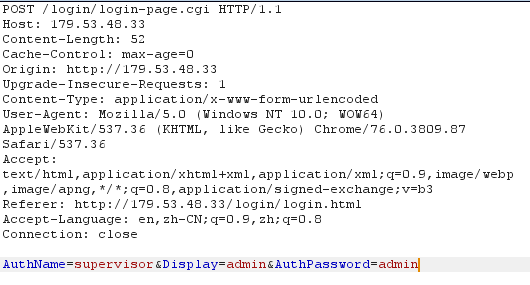 POST /login/login-page.cgi HTTP/1.1
Host: 179.53.48.33
Content-Length: 52
Cache-Control: max-age=0
Origin: http://179.53.48.33
Upgrade-Insecure-Requests: 1
Content-Type: application/x-www-form-urlencoded
User-Agent: Mozilla/5.0 (Windows NT 10.0; WOW64)
AppleWebKit/537.36 (KHTML, like Gecko) Chrome/76.0.3809.87
Safari/537.36
Accept:
text/html,application/xhtml+xml,application/xml;q=0.9,image/webp
,image/apng,*/*;q=0.8,application/signed-exchange;v=b3
Referer: http://179.53.48.33/login/login.html
Accept-Language: en,zh-CN;q=0.9,zh;q=0.8
Connection: close
AuthName=supervisor&Display=admin&AuthPassword=admin